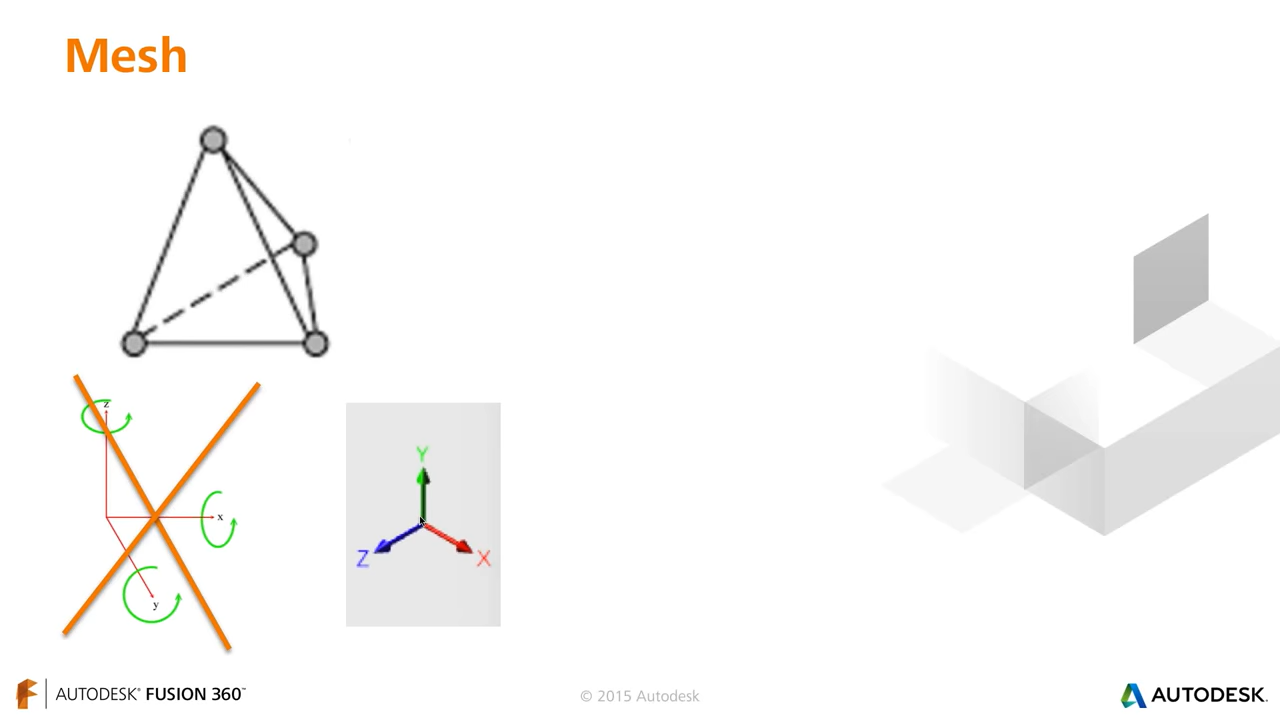 Mesh
z
x
y
Y
Z
X
AUTODESK® FUSION 360™
© 2015 Autodesk
AUTODESK.